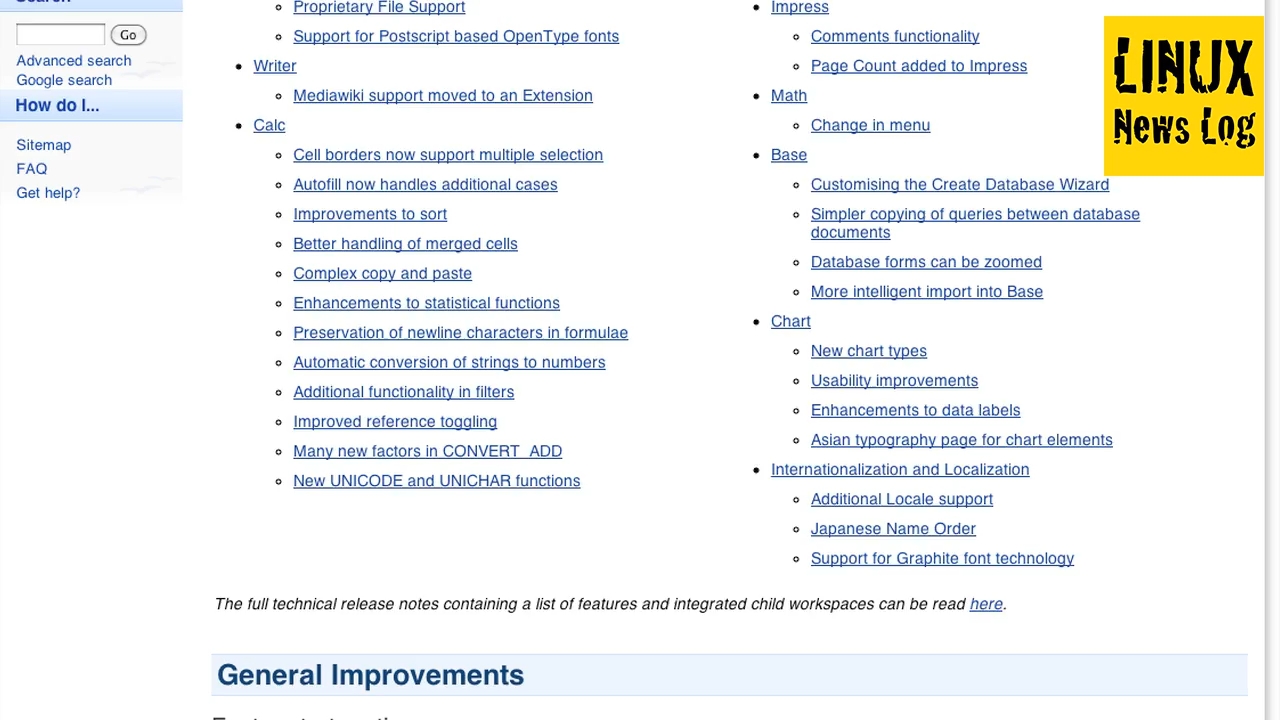 Search
Go
Advanced search
Google search
How do I...
Sitemap
FAQ
Get help?
Proprietary File Support
Support for Postscript based OpenType fonts
Writer
Mediawiki support moved to an Extension
Calc
Cell borders now support multiple selection
Autofill now handles additional cases
Improvements to sort
Better handling of merged cells
Complex copy and paste
Enhancements to statistical functions
Preservation of newline characters in formulae
Automatic conversion of strings to numbers
Additional functionality in filters
Improved reference toggling
Many new factors in CONVERT_ADD
New UNICODE and UNICHAR functions
Impress
Comments functionality
Page Count added to Impress
Math
Change in menu
Base
Customising the Create Database Wizard
Simpler copying of queries between database
documents
Database forms can be zoomed
More intelligent import into Base
Chart
New chart types
Usability improvements
Enhancements to data labels
Asian typography page for chart elements
Internationalization and Localization
Additional Locale support
Japanese Name Order
Support for Graphite font technology
LINUX
News Log
The full technical release notes containing a list of features and integrated child workspaces can be read here.
General Improvements